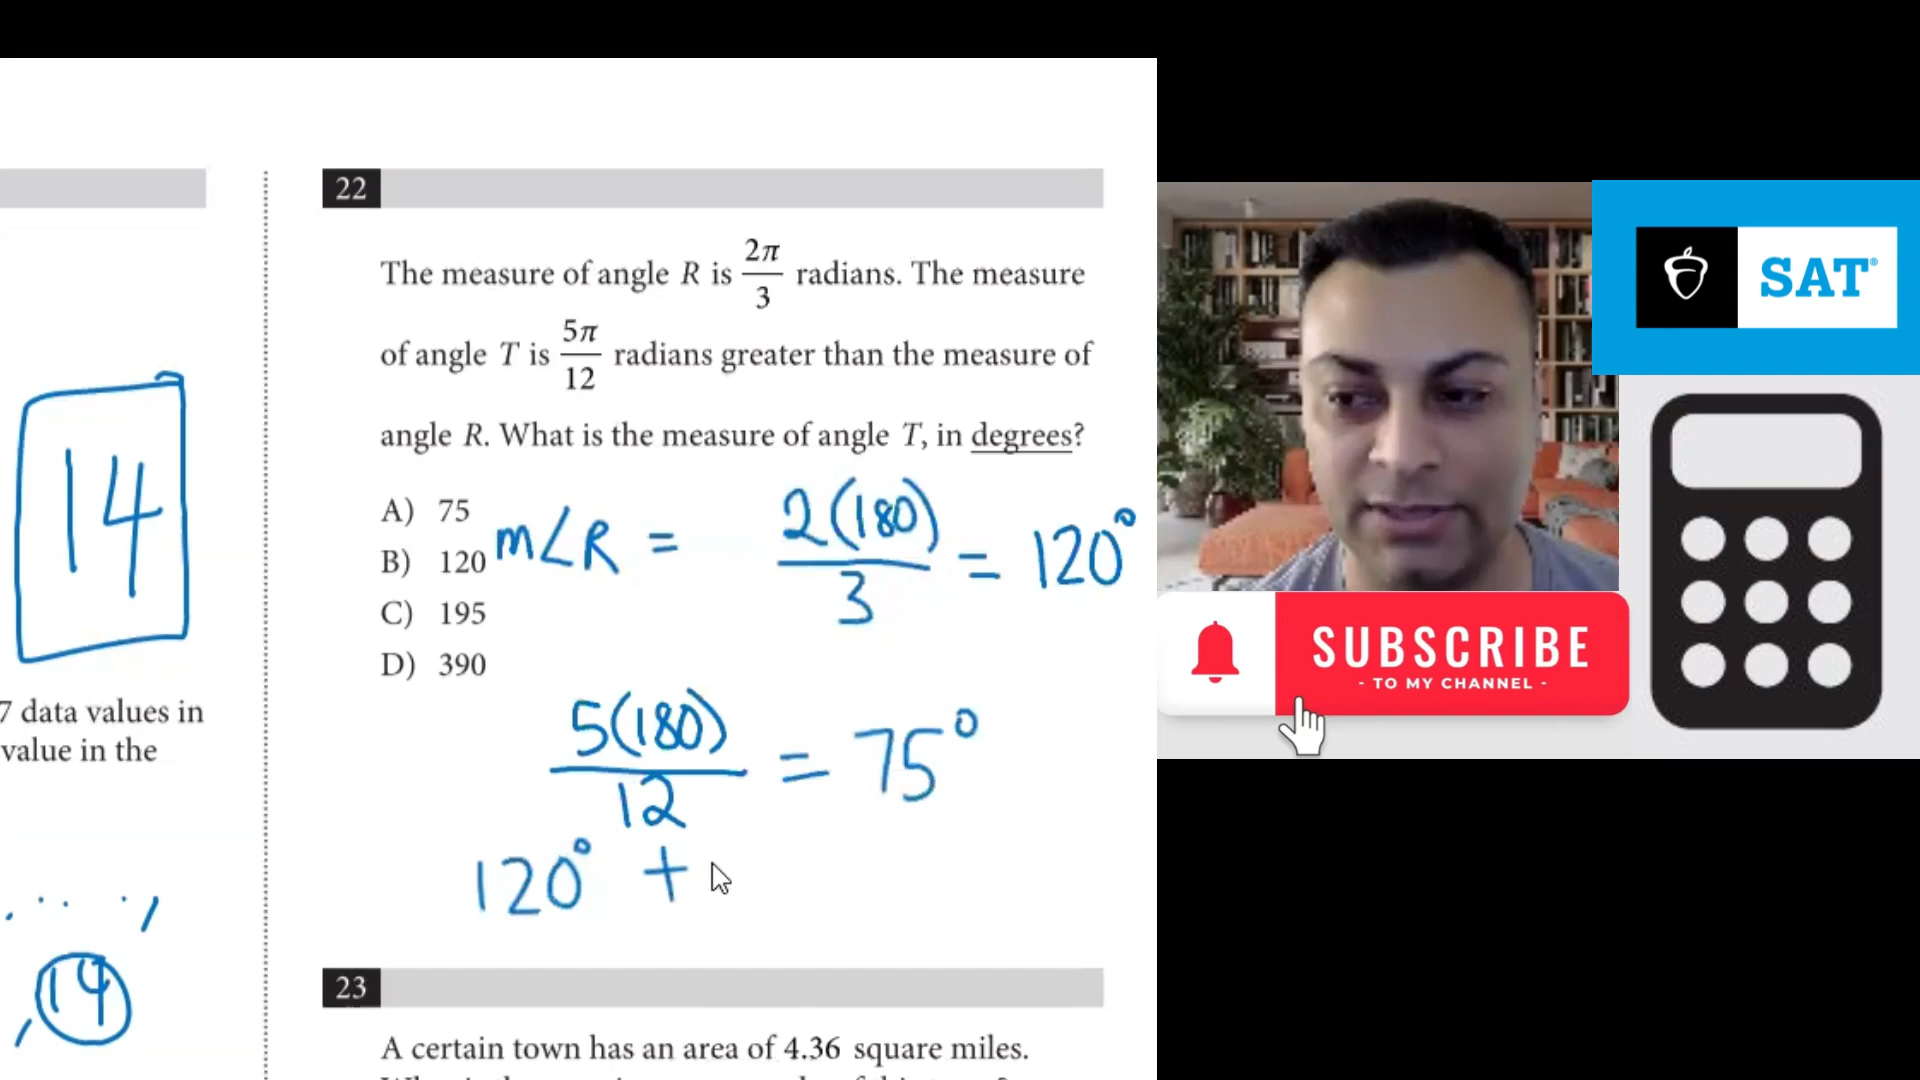 14
7 data values in
value in the
. . . . ,
, 14
22
The measure of angle R is 2π/3 radians. The measure
of angle T is 5π/12 radians greater than the measure of
angle R. What is the measure of angle T, in degrees?
A) 75
B) 120
C) 195
D) 390
m∠R = 2(180)/3 = 120°
5(180)/12 = 75°
120° +
23
A certain town has an area of 4.36 square miles.
SAT®
SUBSCRIBE
- TO MY CHANNEL -